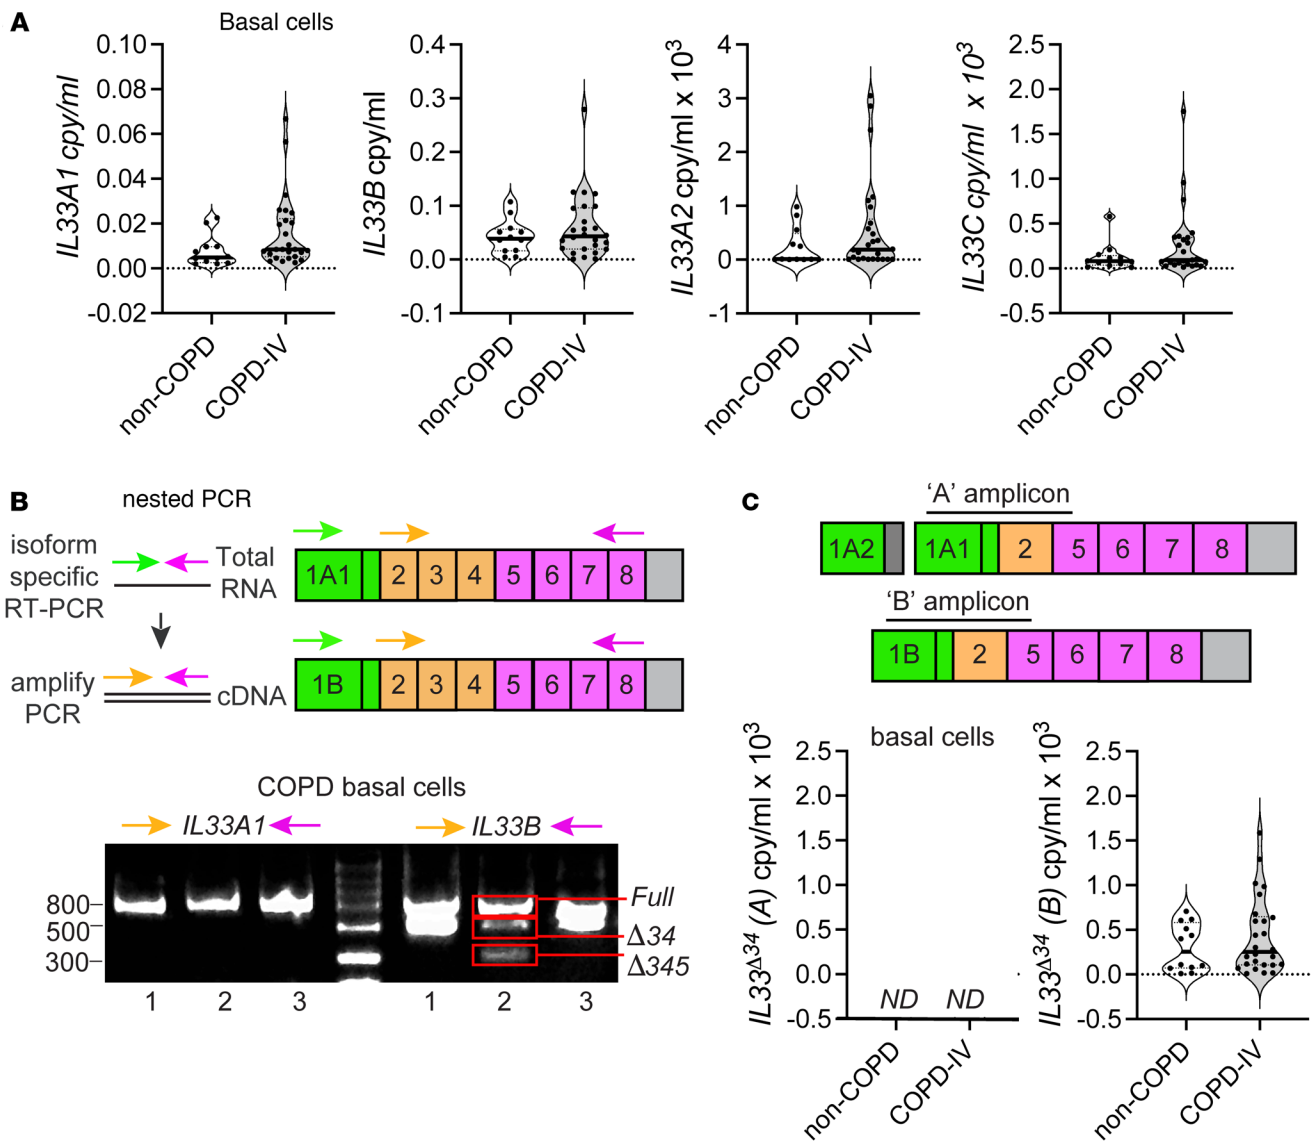 A
Basal cells
IL33A1 cpy/ml
0.10
0.08
0.06
0.04
0.02
0.00
-0.02
non-COPD
COPD-IV
IL33B cpy/ml
0.4
0.3
0.2
0.1
0.0
-0.1
non-COPD
COPD-IV
IL33A2 cpy/ml x 10³
4
3
2
1
0
-1
non-COPD
COPD-IV
IL33C cpy/ml x 10³
2.5
2.0
1.5
1.0
0.5
0.0
-0.5
non-COPD
COPD-IV
B
nested PCR
isoform
specific
RT-PCR
Total
RNA
amplify
PCR
cDNA
1A1 2 3 4 5 6 7 8
1B 2 3 4 5 6 7 8
COPD basal cells
IL33A1 IL33B
800
500
300
Full
Δ34
Δ345
1 2 3 1 2 3
C
‘A’ amplicon
1A2 1A1 2 5 6 7 8
‘B’ amplicon
1B 2 5 6 7 8
basal cells
IL33Δ34 (A) cpy/ml x 10³
2.5
2.0
1.5
1.0
0.5
0.0
-0.5
ND ND
non-COPD
COPD-IV
IL33Δ34 (B) cpy/ml x 10³
2.5
2.0
1.5
1.0
0.5
0.0
-0.5
non-COPD
COPD-IV